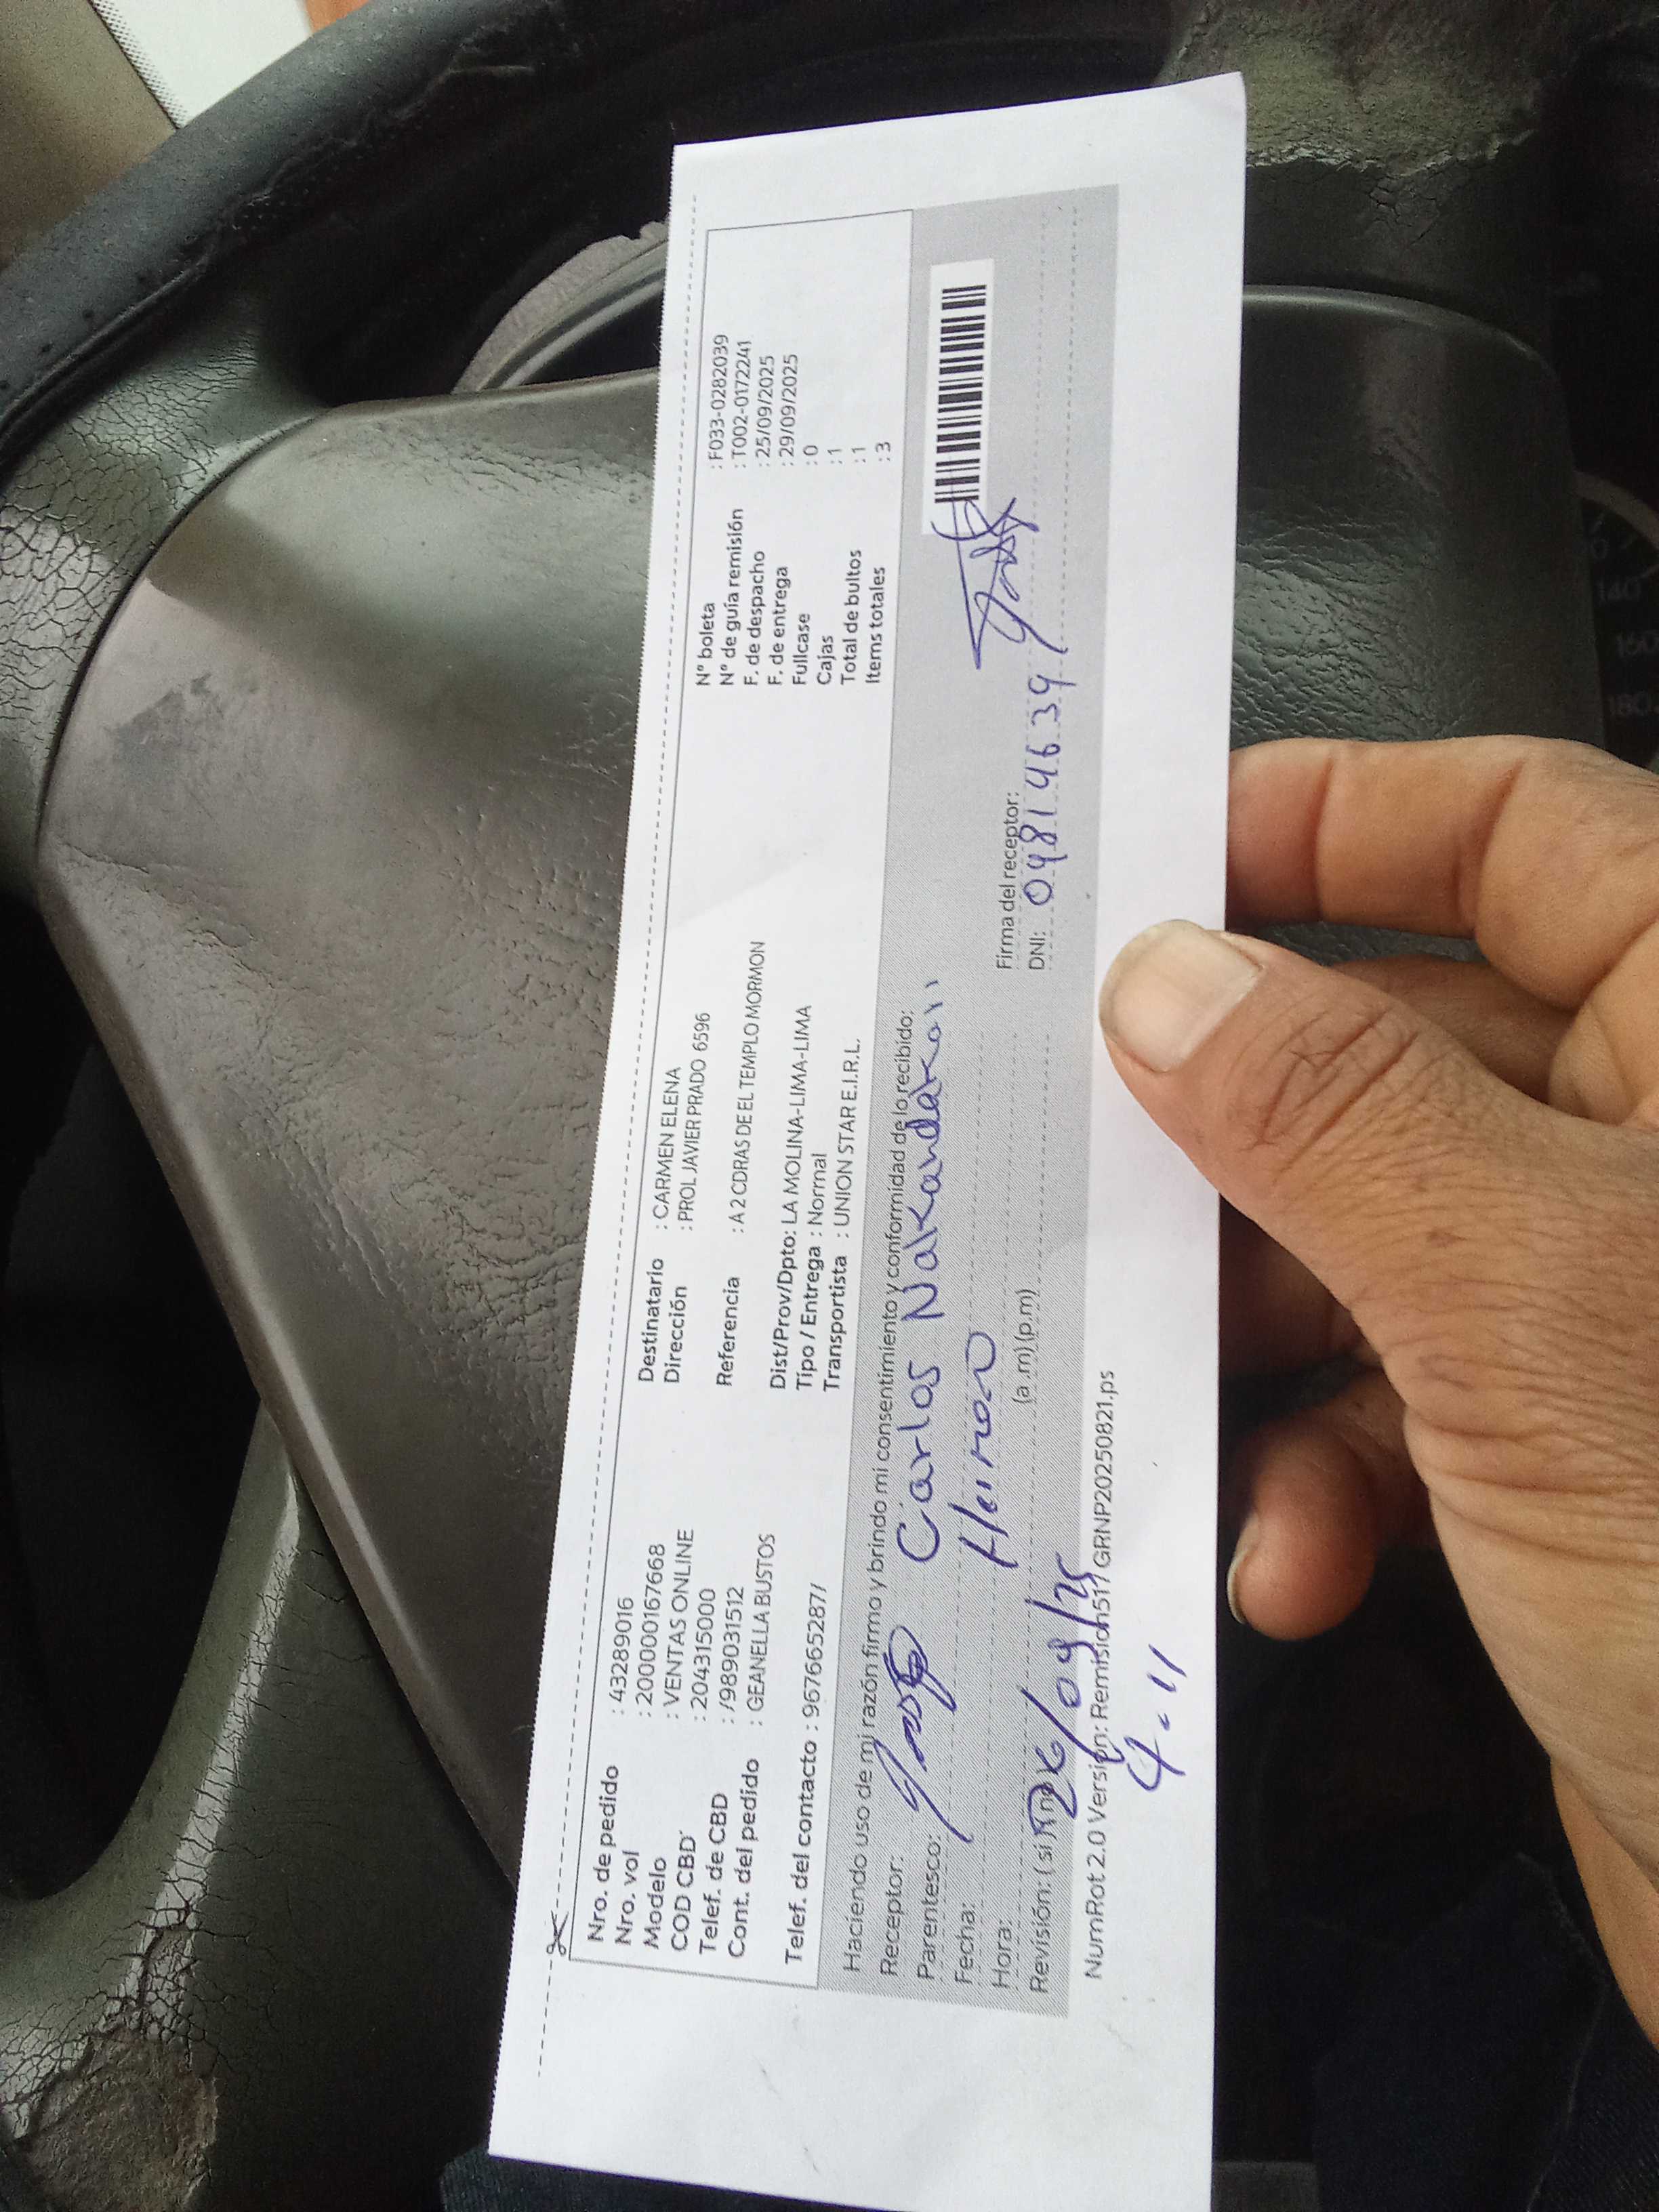 Nro. de pedido : 43289016
Nro. vol : 2000000167668
Modelo : VENTAS ONLINE
COD CBD : 204315000
Telef. de CBD : /989031512
Cont. del pedido : GEANELLA BUSTOS
Telef. del contacto : 967665287/
Destinatario : CARMEN ELENA
Dirección : PROL JAVIER PRADO 6596
Referencia : A 2 CDRAS DE EL TEMPLO MORMON
Dist/Prov/Dpto: LA MOLINA-LIMA-LIMA
Tipo / Entrega : Normal
Transportista : UNION STAR E.I.R.L.
Nº boleta : F033-0282039
Nº de guía remisión : T002-0172241
F. de despacho : 25/09/2025
F. de entrega : 29/09/2025
Fullcase : 0
Cajas : 1
Total de bultos : 1
Items totales : 3
Haciendo uso de mi razón firmo y brindo mi consentimiento y conformidad de lo recibido:
Receptor: Carlos Nakandakari
Parentesco:
Fecha:
Hora: (a .m) (p.m)
Revisión: ( si )
26/09/25
Firma del receptor:
DNI: 09814639
NumRot 2.0 Versión: Remision517 GRNP20250821.ps
4.11
140
160
180